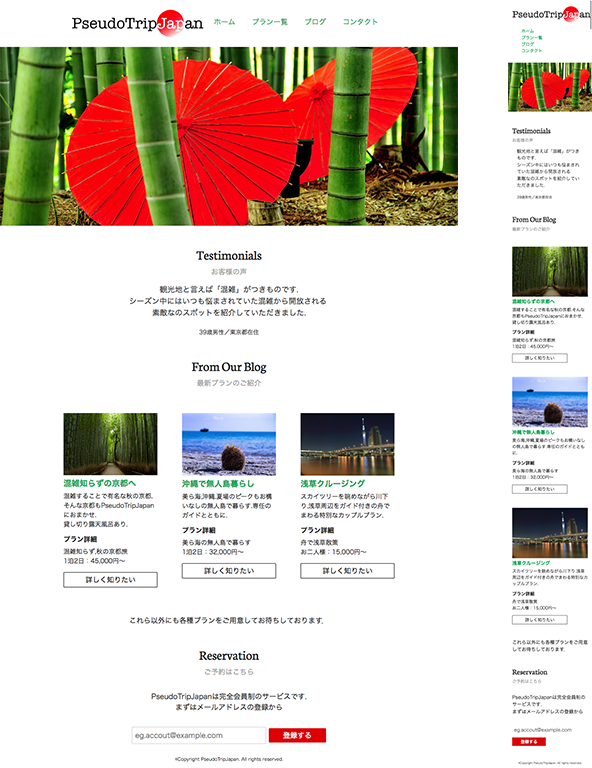 PseudoTripJapan
ホーム
プラン一覧
ブログ
コンタクト
Testimonials
お客様の声
観光地と言えば「混雑」がつきものです。
シーズン中にはいつも悩まされていた混雑から開放される
素敵なのスポットを紹介していただきました。
39歳男性／東京都在住
From Our Blog
最新プランのご紹介
混雑知らずの京都へ
混雑することで有名な秋の京都。
そんな京都もPseudoTripJapan
におまかせ。
貸し切り露天風呂あり。
プラン詳細
混雑知らず,秋の京都旅
1泊2日：45,000円〜
詳しく知りたい
沖縄で無人島暮らし
美ら海,沖縄,夏場のピークもお構
いなしの無人島で暮らす.専任の
ガイドとともに.
プラン詳細
美ら海の無人島で暮らす
1泊2日：32,000円〜
詳しく知りたい
浅草クルージング
スカイツリーを眺めながら川下
り,浅草周辺をガイド付きの舟で
まわる特別なカップルプラン.
プラン詳細
舟で浅草散策
お二人様：15,000円〜
詳しく知りたい
これら以外にも各種プランをご用意してお待ちしております。
Reservation
ご予約はこちら
PseudoTripJapanは完全会員制のサービスです。
まずはメールアドレスの登録から
eg.accout@example.com
登録する
©Copyright PseudoTripJapan. All rights reserved.
PseudoTripJapan
ホーム
プラン一覧
ブログ
コンタクト
Testimonials
お客様の声
観光地と言えば「混雑」がつき
ものです。
シーズン中にはいつも悩まされ
ていた混雑から開放される
素敵なのスポットを紹介してい
ただきました。
39歳男性／東京都在住
From Our Blog
最新プランのご紹介
混雑知らずの京都へ
混雑することで有名な秋の京都.そんな
京都もPseudoTripJapanにおまかせ.
貸し切り露天風呂あり.
プラン詳細
混雑知らず,秋の京都旅
1泊2日：45,000円〜
詳しく知りたい
沖縄で無人島暮らし
美ら海,沖縄,夏場のピークもお構いなし
の無人島で暮らす.専任のガイドととも
に.
プラン詳細
美ら海の無人島で暮らす
1泊2日：32,000円〜
詳しく知りたい
浅草クルージング
スカイツリーを眺めながら川下り,浅草
周辺をガイド付きの舟でまわる特別なカ
ップルプラン.
プラン詳細
舟で浅草散策
お二人様：15,000円〜
詳しく知りたい
これら以外にも各種プランをご用意
してお待ちしております。
Reservation
ご予約はこちら
PseudoTripJapanは完全会員制の
サービスです。
まずはメールアドレスの登録から
eg.accout@example.com
登録する
©Copyright PseudoTripJapan. All rights reserved.